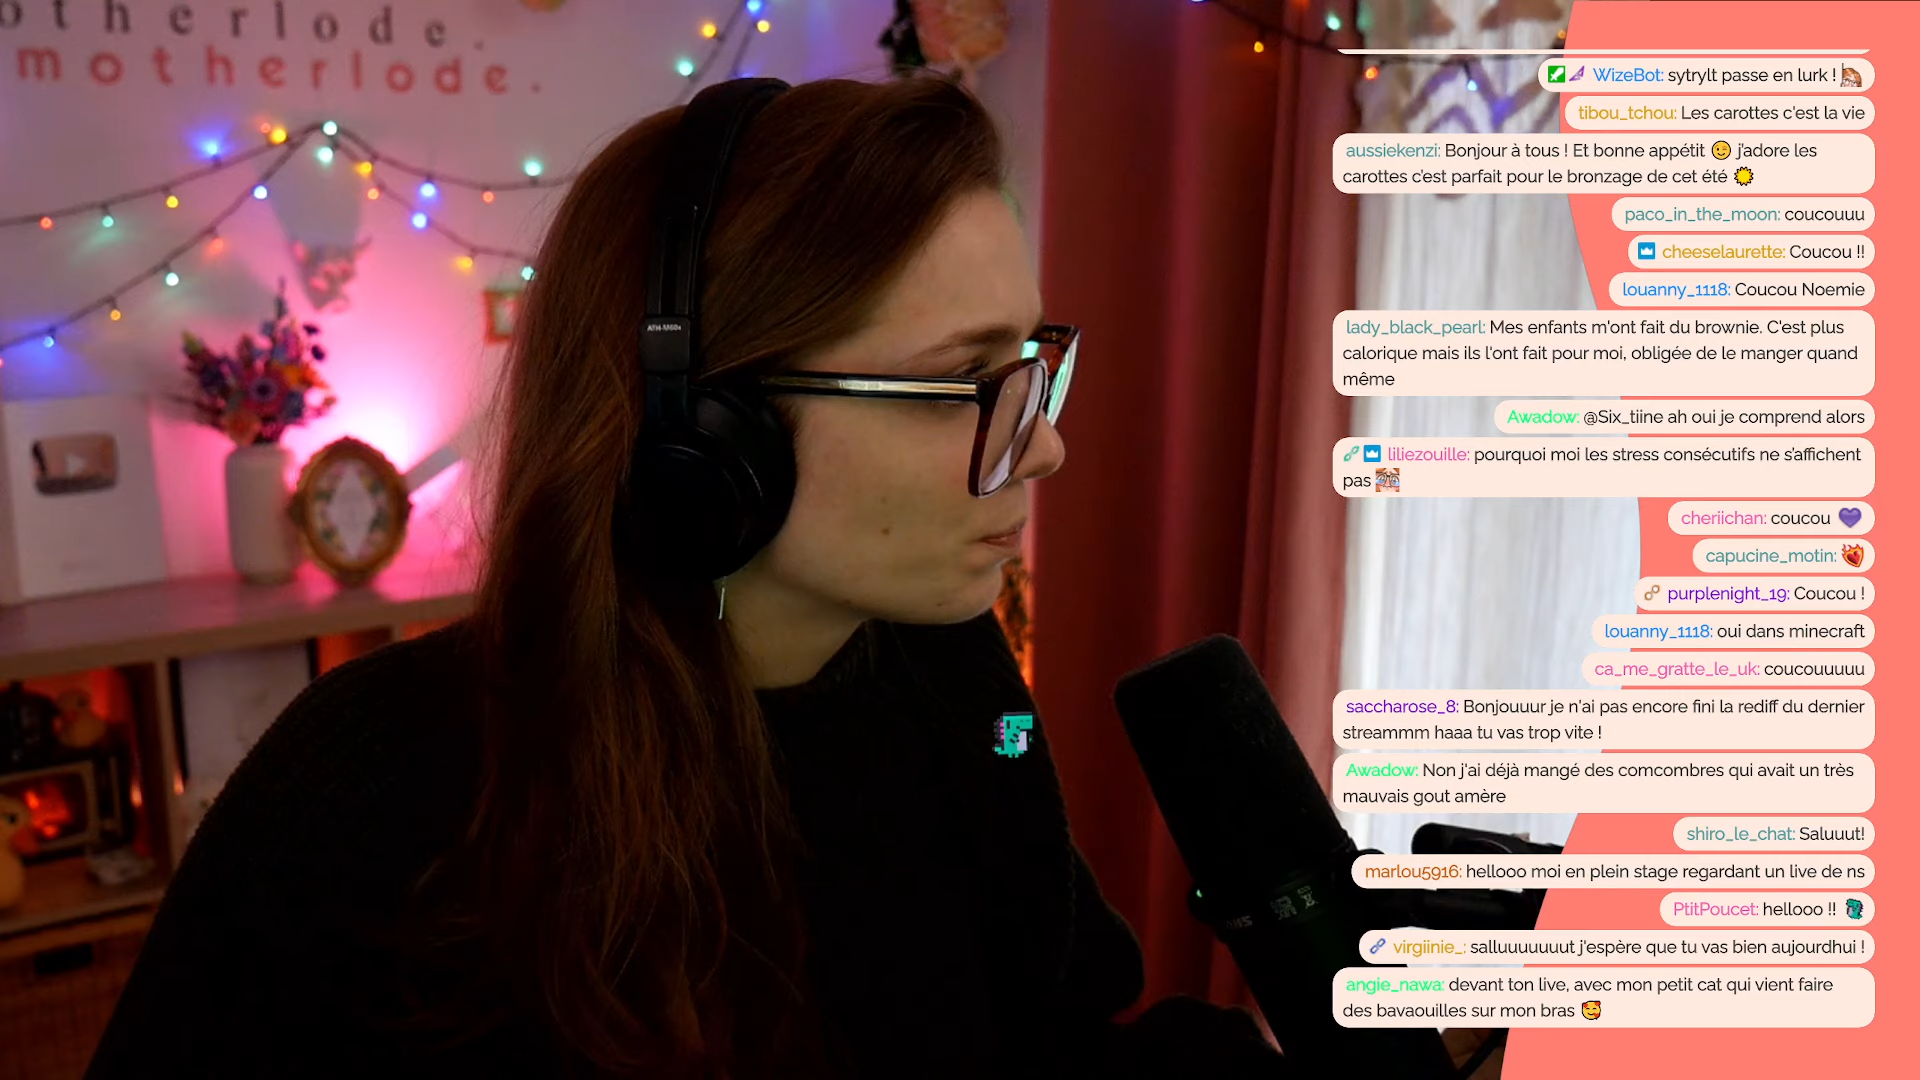 otherlode.
motherlode.
ATH-M60x
WizeBot: sytrylt passe en lurk !
tibou_tchou: Les carottes c'est la vie
aussiekenzi: Bonjour à tous ! Et bonne appétit 😉 j'adore les
carottes c'est parfait pour le bronzage de cet été
paco_in_the_moon: coucouuu
cheeselaurette: Coucou !!
louanny_1118: Coucou Noemie
lady_black_pearl: Mes enfants m'ont fait du brownie. C'est plus
calorique mais ils l'ont fait pour moi, obligée de le manger quand
même
Awadow: @Six_tiine ah oui je comprend alors
liliezouille: pourquoi moi les stress consécutifs ne s'affichent
pas
cheriichan: coucou 💜
capucine_motin: ❤️‍🔥
purplenight_19: Coucou !
louanny_1118: oui dans minecraft
ca_me_gratte_le_uk: coucouuuuu
saccharose_8: Bonjouuur je n'ai pas encore fini la rediff du dernier
streammm haaa tu vas trop vite !
Awadow: Non j'ai déjà mangé des comcombres qui avait un très
mauvais gout amère
shiro_le_chat: Saluuut!
marlou5916: hellooo moi en plein stage regardant un live de ns
PtitPoucet: hellooo !!
virgiinie_: salluuuuuuut j'espère que tu vas bien aujourdhui !
angie_nawa: devant ton live, avec mon petit cat qui vient faire
des bavaouilles sur mon bras 🥰